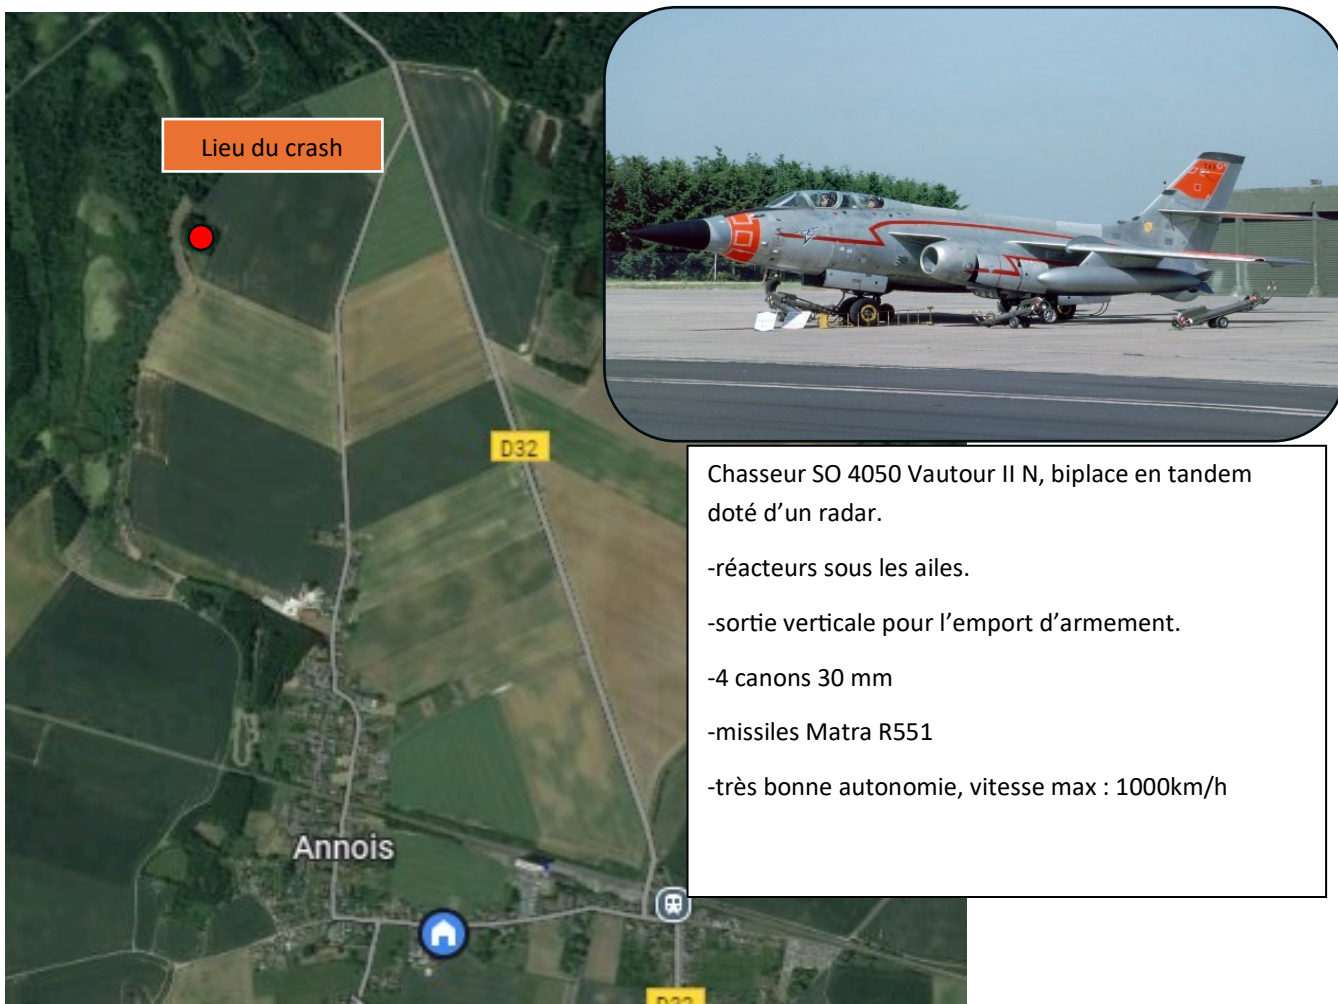 Lieu du crash
D32
Chasseur SO 4050 Vautour II N, biplace en tandem
doté d’un radar.
-réacteurs sous les ailes.
-sortie verticale pour l’emport d’armement.
-4 canons 30 mm
-missiles Matra R551
-très bonne autonomie, vitesse max : 1000km/h
Annois
D32